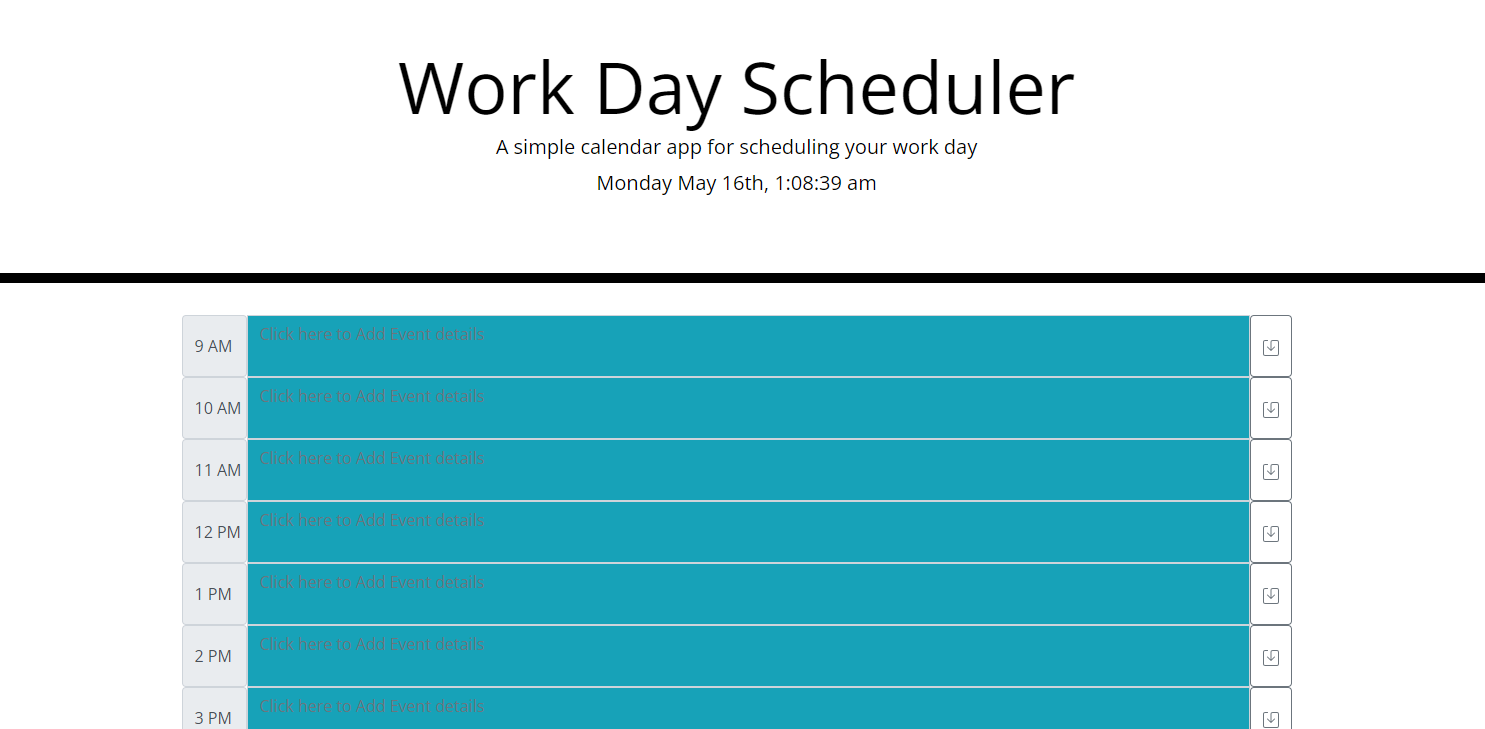 Work Day Scheduler
A simple calendar app for scheduling your work day
Monday May 16th, 1:08:39 am
9 AM Click here to Add Event details
10 AM Click here to Add Event details
11 AM Click here to Add Event details
12 PM Click here to Add Event details
1 PM Click here to Add Event details
2 PM Click here to Add Event details
3 PM Click here to Add Event details